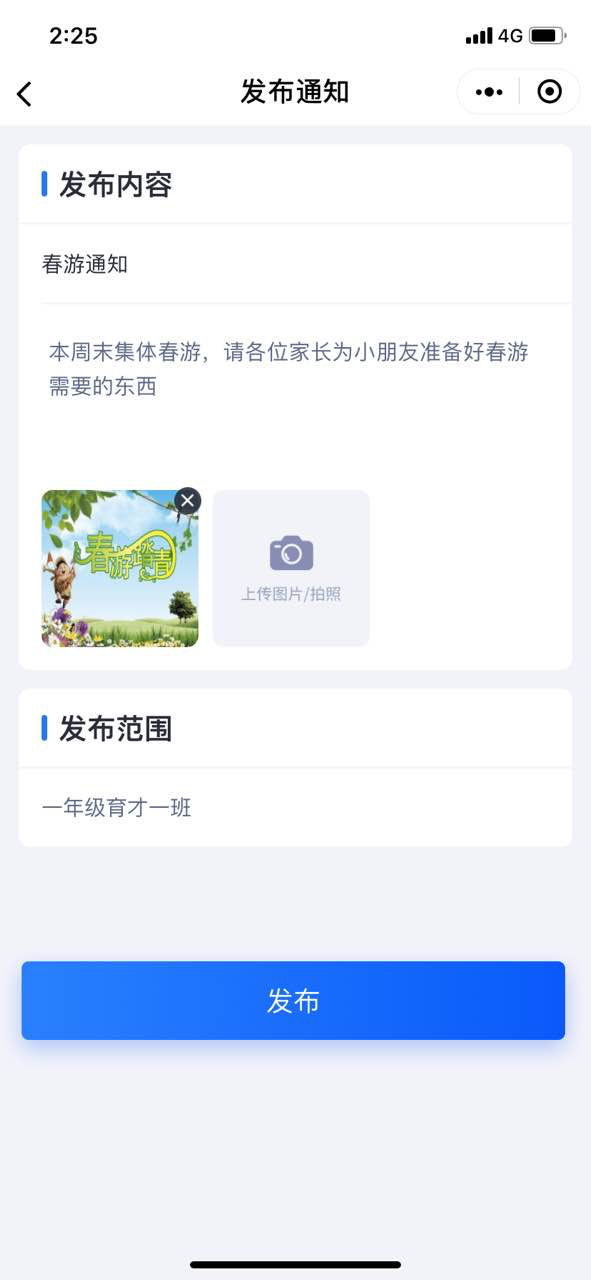 2:25
4G
发布通知
发布内容
春游通知
本周末集体春游，请各位家长为小朋友准备好春游
需要的东西
春游踏青
上传图片/拍照
发布范围
一年级育才一班
发布